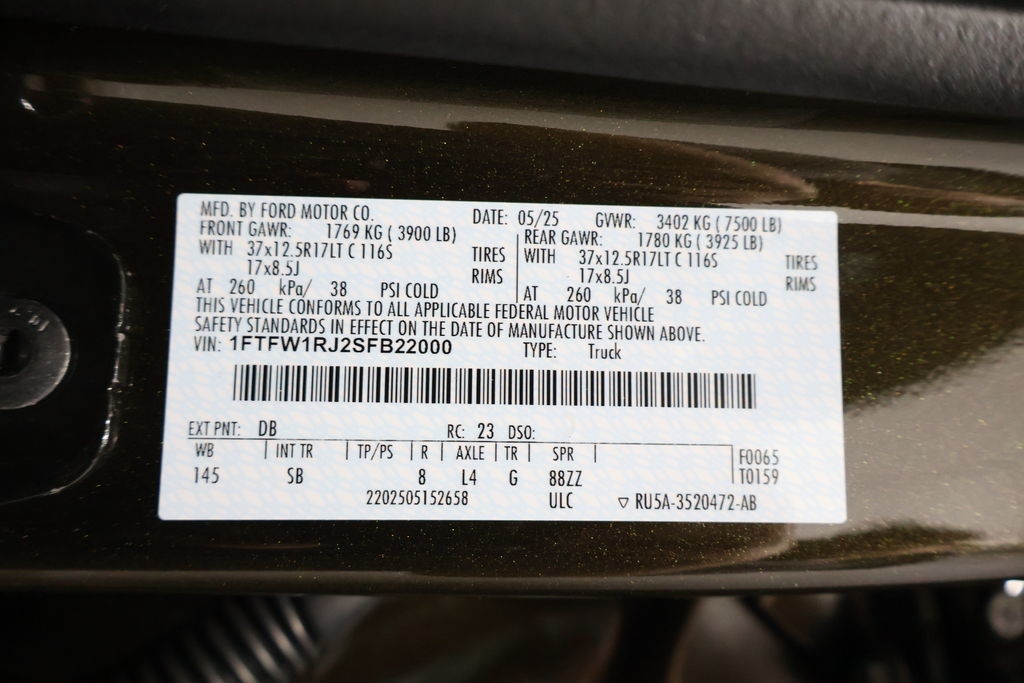 MFD. BY FORD MOTOR CO. DATE: 05/25 GVWR: 3402 KG ( 7500 LB)
FRONT GAWR: 1769 KG ( 3900 LB) REAR GAWR: 1780 KG ( 3925 LB)
WITH 37x12.5R17LT C 116S TIRES WITH 37x12.5R17LT C 116S TIRES
17x8.5J RIMS 17x8.5J RIMS
AT 260 kPa/ 38 PSI COLD AT 260 kPa/ 38 PSI COLD
THIS VEHICLE CONFORMS TO ALL APPLICABLE FEDERAL MOTOR VEHICLE
SAFETY STANDARDS IN EFFECT ON THE DATE OF MANUFACTURE SHOWN ABOVE.
VIN: 1FTFW1RJ2SFB22000 TYPE: Truck
EXT PNT: DB RC: 23 DSO:
WB INT TR TP/PS R AXLE TR SPR F0065
145 SB 8 L4 G 88ZZ T0159
2202505152658 ULC ▽ RU5A-3520472-AB